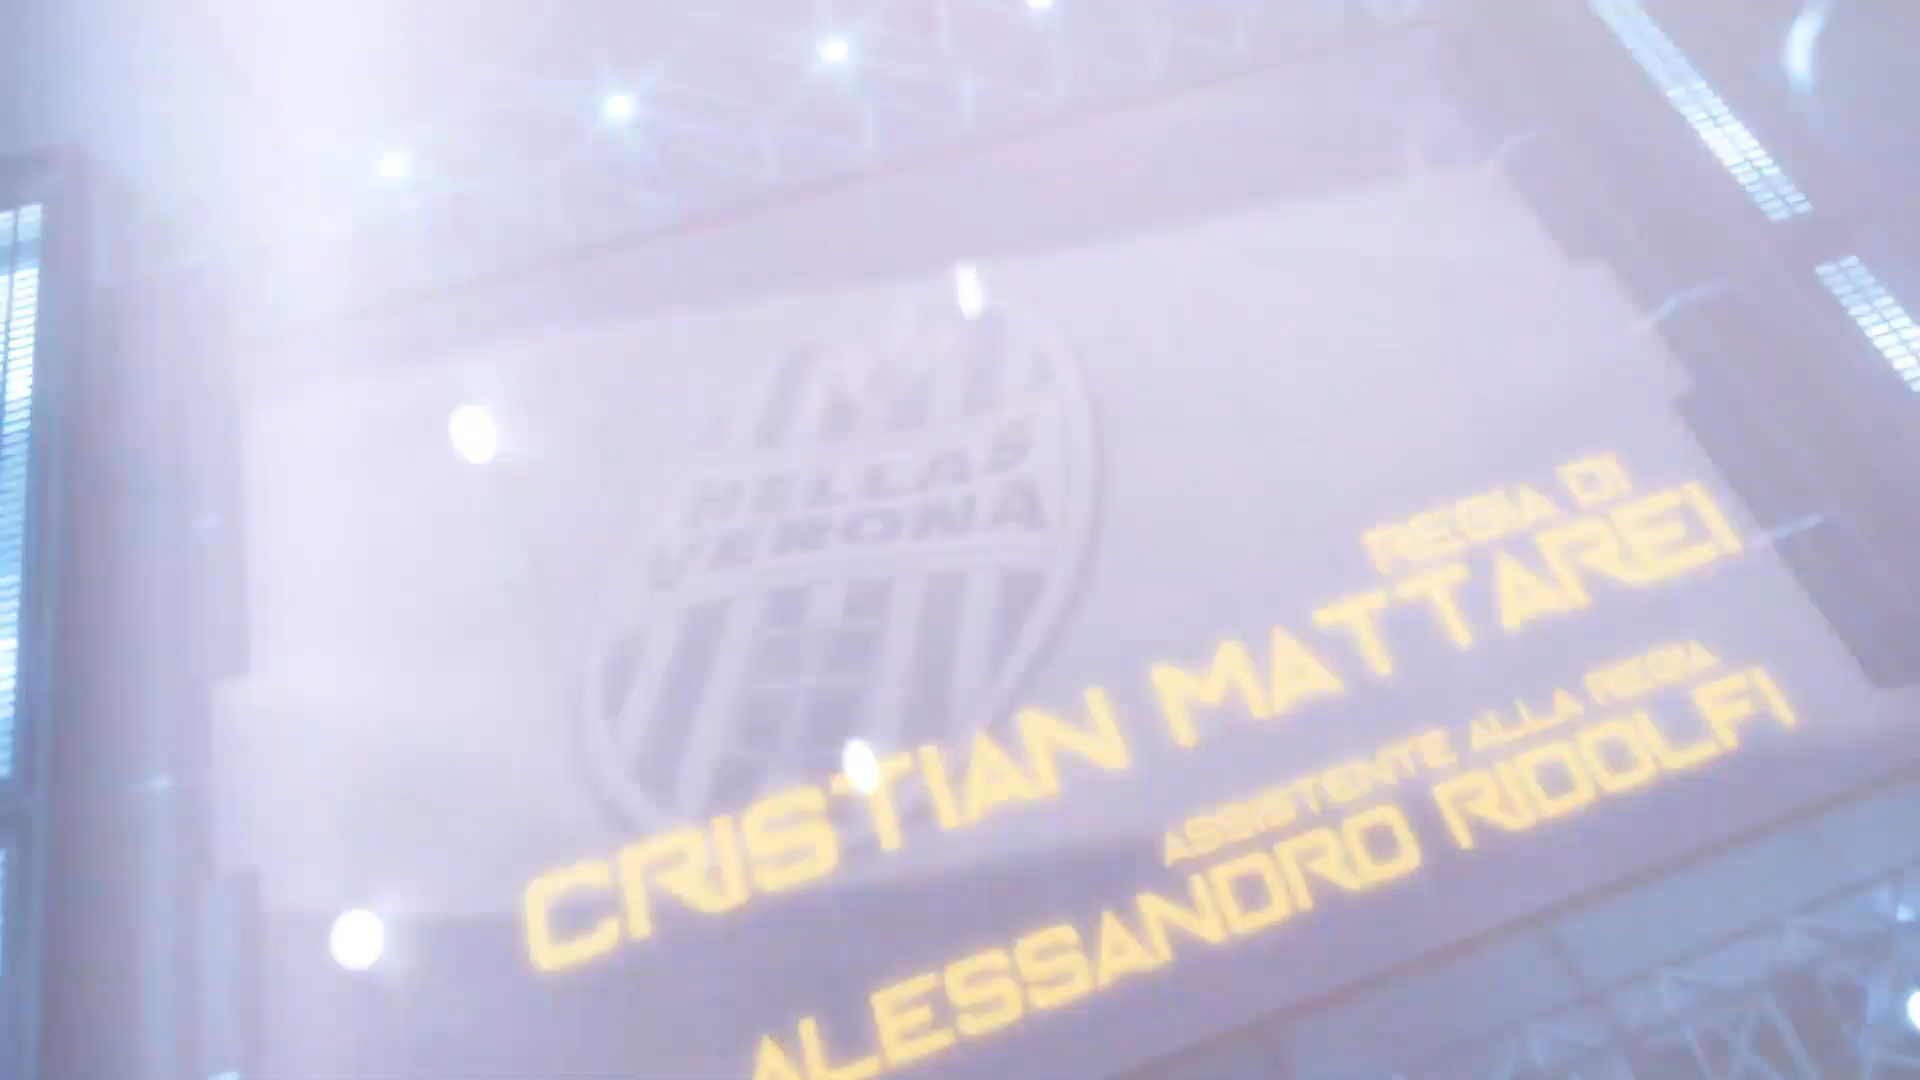 HELLAS
VERONA
REGIA DI
CRISTIAN MATTAREI
ASSISTENTE ALLA REGIA
ALESSANDRO RIDOLFI